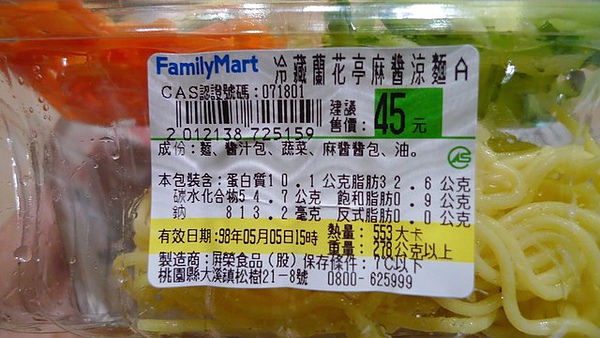 FamilyMart 冷藏蘭花亭麻醬涼麵 A
CAS認證號碼：071801
建議
售價：45元
2 012138 725159
成份：麵、醬汁包、蔬菜、麻醬醬包、油。
CAS
本包裝含：蛋白質10.1公克脂肪32.6公克
碳水化合物54.7公克 飽和脂肪0.9公克
鈉 813.2毫克 反式脂肪0.0公克
有效日期：98年05月05日15時 熱量：553大卡
重量：278公克以上
製造商：屏榮食品（股）保存條件：7C以下
桃園縣大溪鎮松樹21-8號 0800-625999